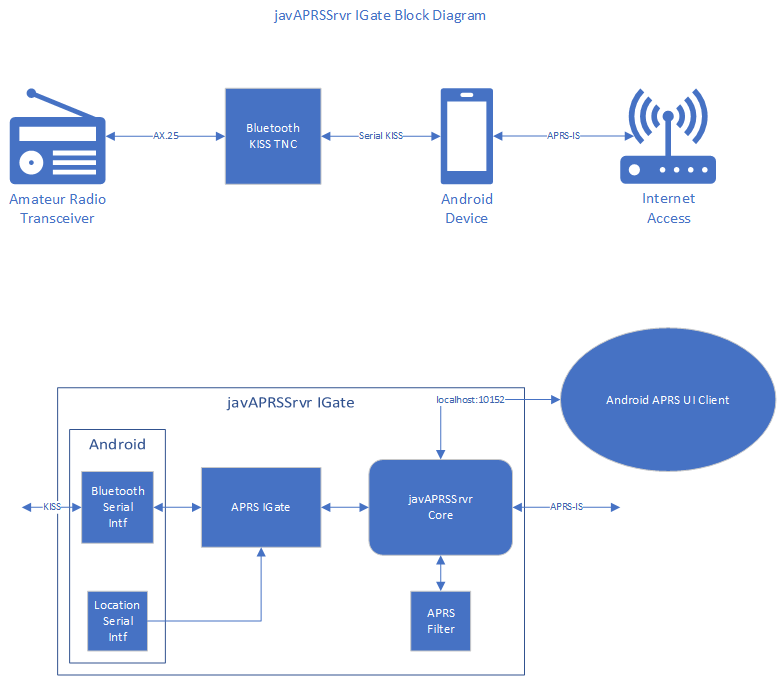 javAPRSSrvr IGate Block Diagram
AX.25
Bluetooth
KISS TNC
Serial KISS
APRS-IS
Amateur Radio
Transceiver
Android
Device
Internet
Access
javAPRSSrvr IGate
localhost:10152
Android APRS UI Client
Android
KISS
Bluetooth
Serial
Intf
APRS IGate
javAPRSSrvr
Core
APRS-IS
Location
Serial
Intf
APRS
Filter